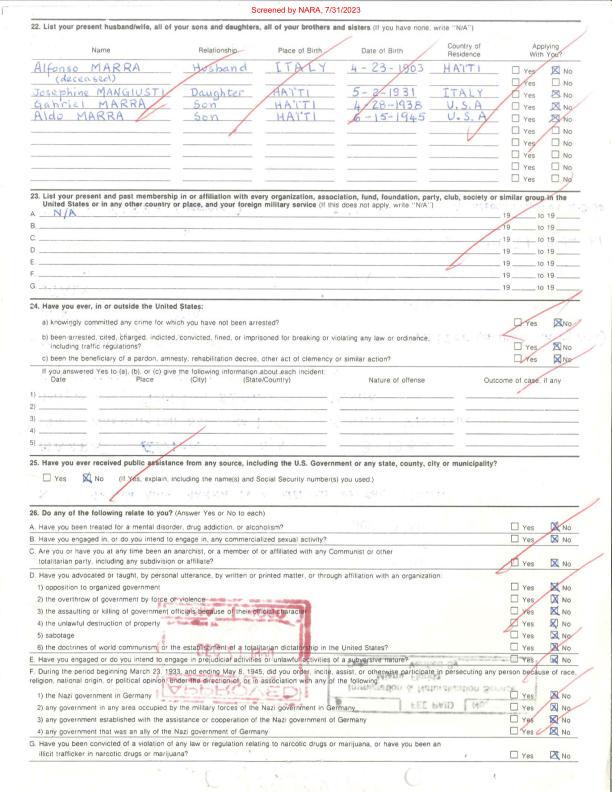 Screened by NARA, 7/31/2023
22. List your present husband/wife, all of your sons and daughters, all of your brothers and sisters (If you have none, write "N/A")
Name Relationship Place of Birth Date of Birth Country of Residence Applying With You?
Alfonso MARRA Husband ITALY 4-23-1903 HAITI Yes No
(deceased)
Josephine MANGIUSTI Daughter HAITI 5-2-1931 ITALY Yes No
Gabriel MARRA Son HAITI 4-28-1938 U.S.A Yes No
Aldo MARRA Son HAITI 6-15-1945 U.S.A Yes No
Yes No
Yes No
Yes No
Yes No
Yes No
23. List your present and past membership in or affiliation with every organization, association, fund, foundation, party, club, society or similar group in the
United States or in any other country or place, and your foreign military service (If this does not apply, write "N/A")
A. N/A 19 to 19
B. 19 to 19
C. 19 to 19
D. 19 to 19
E. 19 to 19
F. 19 to 19
G. 19 to 19
24. Have you ever, in or outside the United States:
a) knowingly committed any crime for which you have not been arrested? Yes No
b) been arrested, cited, charged, indicted, convicted, fined, or imprisoned for breaking or violating any law or ordinance,
including traffic regulations? Yes No
c) been the beneficiary of a pardon, amnesty, rehabilitation decree, other act of clemency or similar action? Yes No
If you answered Yes to (a), (b), or (c) give the following information about each incident:
Date Place (City) (State/Country) Nature of offense Outcome of case, if any
1)
2)
3)
4)
5)
25. Have you ever received public assistance from any source, including the U.S. Government or any state, county, city or municipality?
Yes No (If Yes, explain, including the name(s) and Social Security number(s) you used.)
26. Do any of the following relate to you? (Answer Yes or No to each)
A. Have you been treated for a mental disorder, drug addiction, or alcoholism? Yes No
B. Have you engaged in, or do you intend to engage in, any commercialized sexual activity? Yes No
C. Are you or have you at any time been an anarchist, or a member of or affiliated with any Communist or other
totalitarian party, including any subdivision or affiliate? Yes No
D. Have you advocated or taught, by personal utterance, by written or printed matter, or through affiliation with an organization:
1) opposition to organized government Yes No
2) the overthrow of government by force or violence Yes No
3) the assaulting or killing of government officials because of their official character Yes No
4) the unlawful destruction of property Yes No
5) sabotage Yes No
6) the doctrines of world communism, or the establishment of a totalitarian dictatorship in the United States? Yes No
E. Have you engaged or do you intend to engage in prejudicial activities or unlawful activities of a subversive nature? Yes No
F. During the period beginning March 23, 1933, and ending May 8, 1945, did you order, incite, assist, or otherwise participate in persecuting any person because of race,
religion, national origin, or political opinion, under the direction of, or in association with any of the following:
1) the Nazi government in Germany Yes No
2) any government in any area occupied by the military forces of the Nazi government in Germany Yes No
3) any government established with the assistance or cooperation of the Nazi government of Germany Yes No
4) any government that was an ally of the Nazi government of Germany Yes No
G. Have you been convicted of a violation of any law or regulation relating to narcotic drugs or marijuana, or have you been an
illicit trafficker in narcotic drugs or marijuana? Yes No
APPROVED
FEE PAID